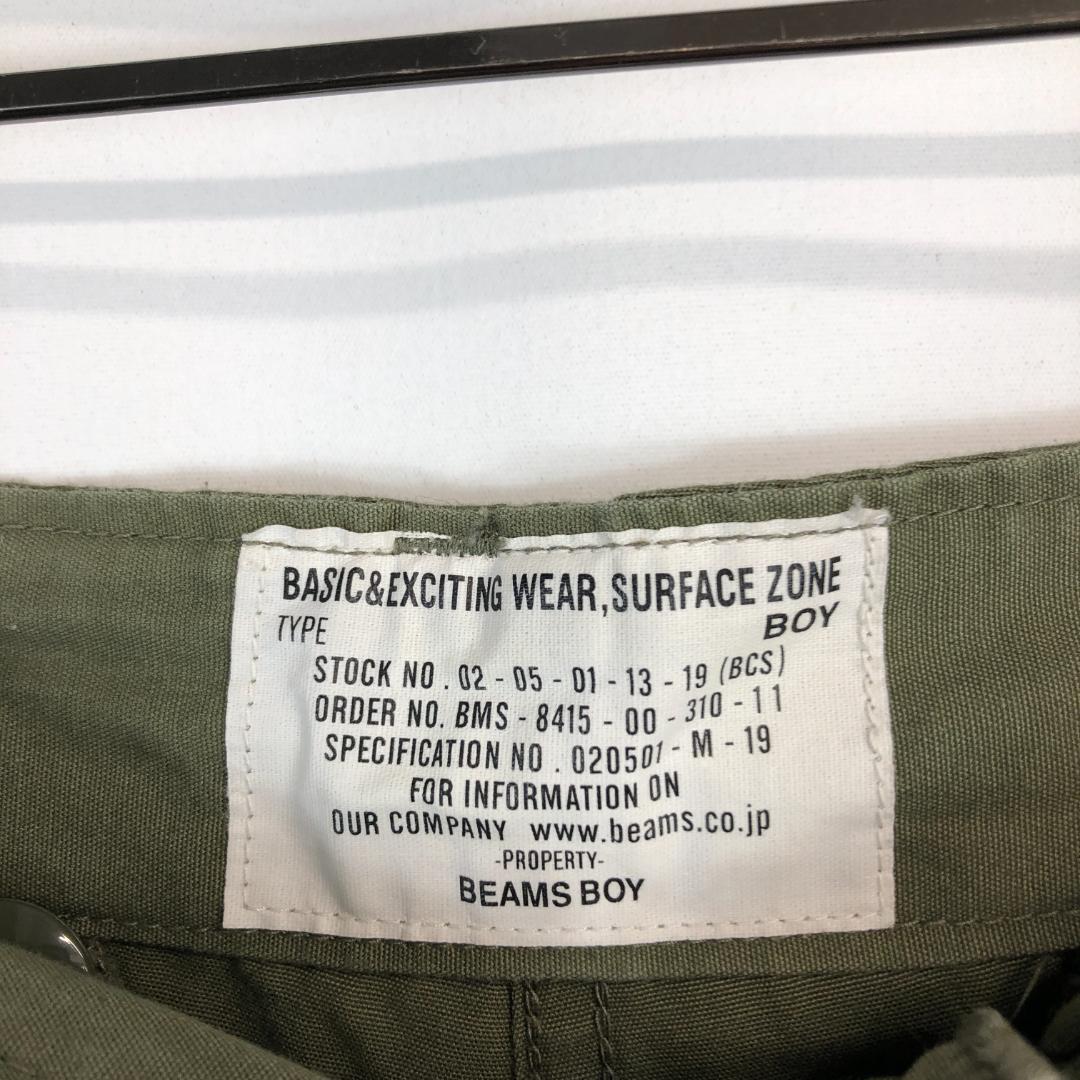 BASIC&EXCITING WEAR,SURFACE ZONE
TYPE BOY
STOCK NO . 02 - 05 - 01 - 13 - 19 (BCS)
ORDER NO. BMS - 8415 - 00 - 310 - 11
SPECIFICATION NO . 020501 - M - 19
FOR INFORMATION ON
OUR COMPANY www.beams.co.jp
-PROPERTY-
BEAMS BOY